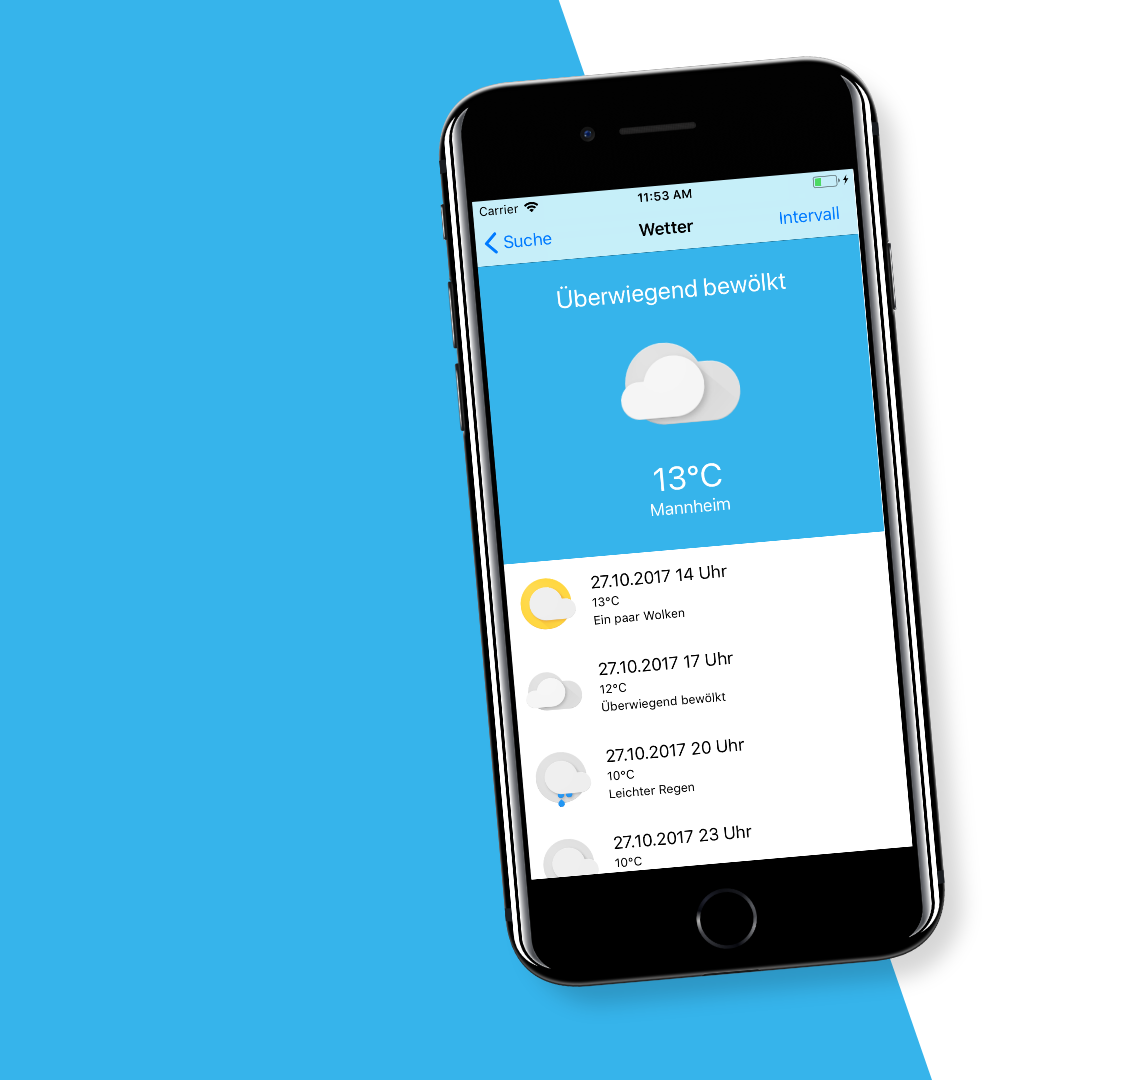 Carrier 11:53 AM
Suche Wetter Intervall
Überwiegend bewölkt
13°C
Mannheim
27.10.2017 14 Uhr
13°C
Ein paar Wolken
27.10.2017 17 Uhr
12°C
Überwiegend bewölkt
27.10.2017 20 Uhr
10°C
Leichter Regen
27.10.2017 23 Uhr
10°C